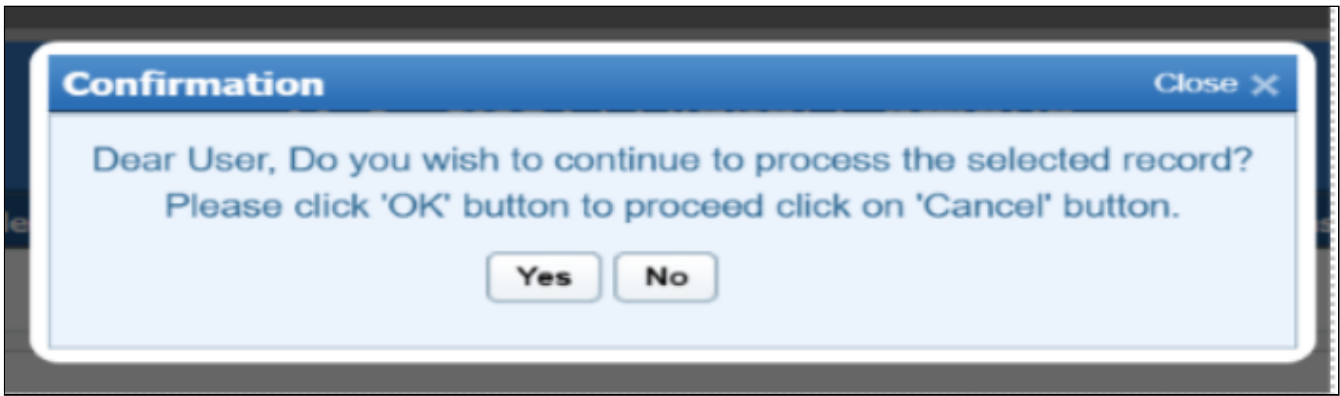 Confirmation Close
Dear User, Do you wish to continue to process the selected record?
Please click 'OK' button to proceed click on 'Cancel' button.
Yes No